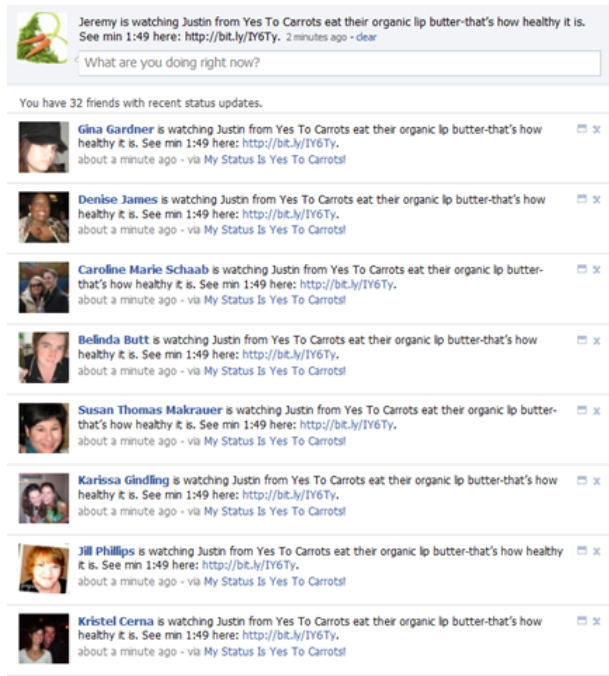 Jeremy is watching Justin from Yes To Carrots eat their organic lip butter-that's how healthy it is.
See min 1:49 here: http://bit.ly/IY6Ty. 2 minutes ago - clear
What are you doing right now?
You have 32 friends with recent status updates.
Gina Gardner is watching Justin from Yes To Carrots eat their organic lip butter-that's how
healthy it is. See min 1:49 here: http://bit.ly/IY6Ty.
about a minute ago - via My Status Is Yes To Carrots!
Denise James is watching Justin from Yes To Carrots eat their organic lip butter-that's how
healthy it is. See min 1:49 here: http://bit.ly/IY6Ty.
about a minute ago - via My Status Is Yes To Carrots!
Caroline Marie Schaab is watching Justin from Yes To Carrots eat their organic lip butter-
that's how healthy it is. See min 1:49 here: http://bit.ly/IY6Ty.
about a minute ago - via My Status Is Yes To Carrots!
Belinda Butt is watching Justin from Yes To Carrots eat their organic lip butter-that's how
healthy it is. See min 1:49 here: http://bit.ly/IY6Ty.
about a minute ago - via My Status Is Yes To Carrots!
Susan Thomas Makrauer is watching Justin from Yes To Carrots eat their organic lip butter-
that's how healthy it is. See min 1:49 here: http://bit.ly/IY6Ty.
about a minute ago - via My Status Is Yes To Carrots!
Karissa Gindling is watching Justin from Yes To Carrots eat their organic lip butter-that's how
healthy it is. See min 1:49 here: http://bit.ly/IY6Ty.
about a minute ago - via My Status Is Yes To Carrots!
Jill Phillips is watching Justin from Yes To Carrots eat their organic lip butter-that's how healthy
it is. See min 1:49 here: http://bit.ly/IY6Ty.
about a minute ago - via My Status Is Yes To Carrots!
Kristel Cerna is watching Justin from Yes To Carrots eat their organic lip butter-that's how
healthy it is. See min 1:49 here: http://bit.ly/IY6Ty.
about a minute ago - via My Status Is Yes To Carrots!